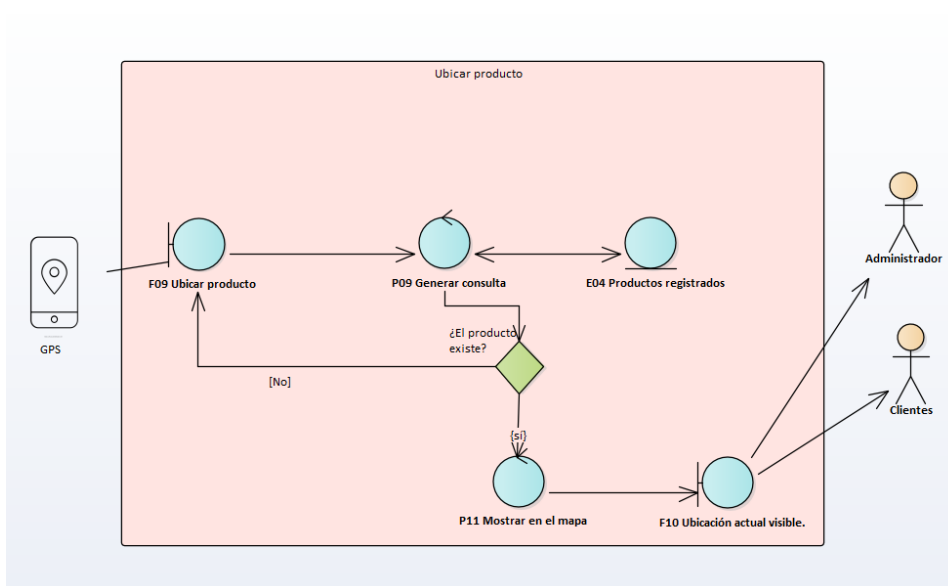 Ubicar producto
GPS
F09 Ubicar producto
P09 Generar consulta
E04 Productos registrados
Administrador
¿El producto
existe?
[No]
{si}
Clientes
P11 Mostrar en el mapa
F10 Ubicación actual visible.